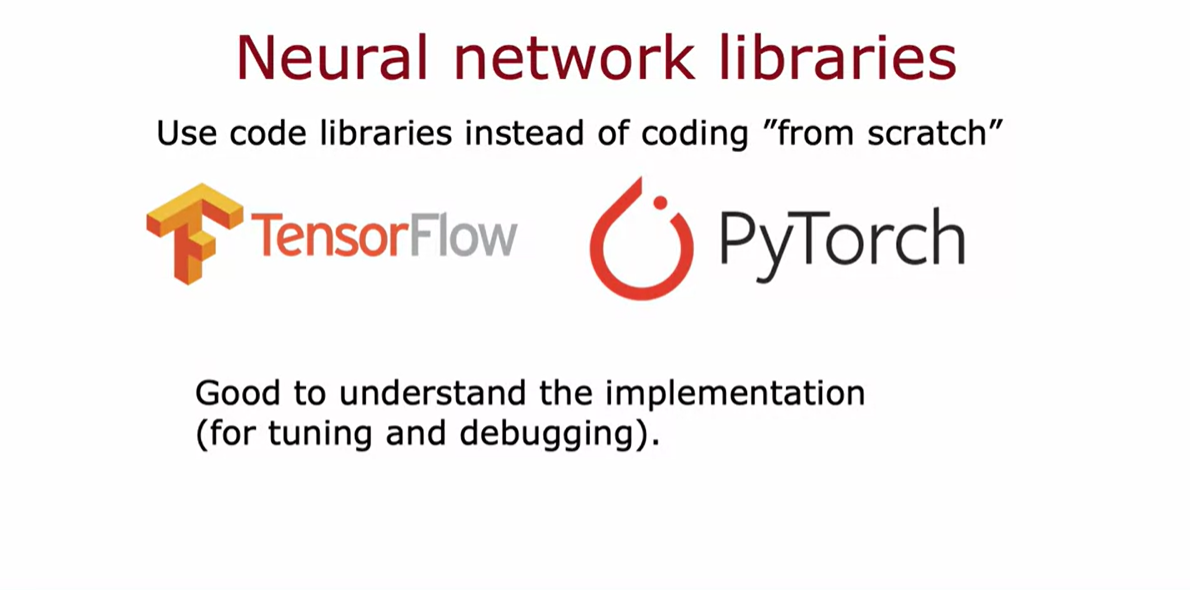 Neural network libraries
Use code libraries instead of coding ”from scratch”
TensorFlow
PyTorch
Good to understand the implementation
(for tuning and debugging).